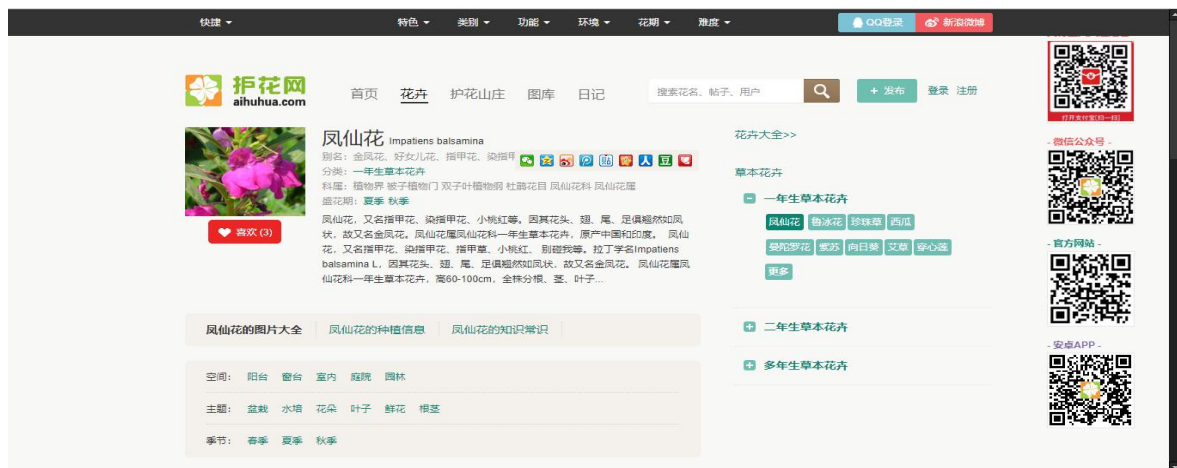 快捷
特色 类别 功能 环境 花期 难度
QQ登录 新浪微博
护花网
aihuhua.com
首页 花卉 护花山庄 图库 日记
搜索花名、帖子、用户
+ 发布 登录 注册
凤仙花 Impatiens balsamina
别名：金凤花、好女儿花、指甲花、染指甲
分类：一年生草本花卉
科属：植物界 被子植物门 双子叶植物纲 杜鹃花目 凤仙花科 凤仙花属
盛花期：夏季 秋季
凤仙花，又名指甲花、染指甲花、小桃红等。因其花头、翅、尾、足俱翘然如凤
状，故又名金凤花。凤仙花属凤仙花科一年生草本花卉，原产中国和印度。 凤仙
花，又名指甲花、染指甲花、指甲草、小桃红、别碰我等。拉丁学名Impatiens
balsamina L，因其花头、翅、尾、足俱翘然如凤状，故又名金凤花。 凤仙花属凤
仙花科一年生草本花卉，高60-100cm，全株分根、茎、叶子...
喜欢 (3)
凤仙花的图片大全 凤仙花的种植信息 凤仙花的知识常识
空间： 阳台 窗台 室内 庭院 园林
主题： 盆栽 水培 花朵 叶子 鲜花 根茎
季节： 春季 夏季 秋季
花卉大全>>
草本花卉
一年生草本花卉
凤仙花 鲁冰花 珍珠草 西瓜
曼陀罗花 紫苏 向日葵 艾草 穿心莲
更多
二年生草本花卉
多年生草本花卉
打开支付宝[扫一扫]
- 微信公众号 -
- 官方网站 -
- 安卓APP -